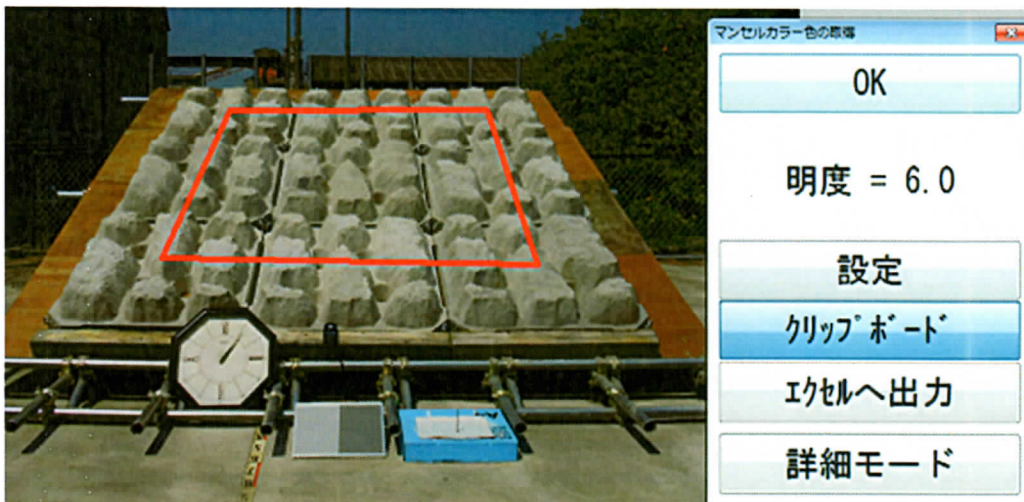 マンセルカラー色の取得
OK
明度 = 6.0
設定
クリップボード
エクセルへ出力
詳細モード